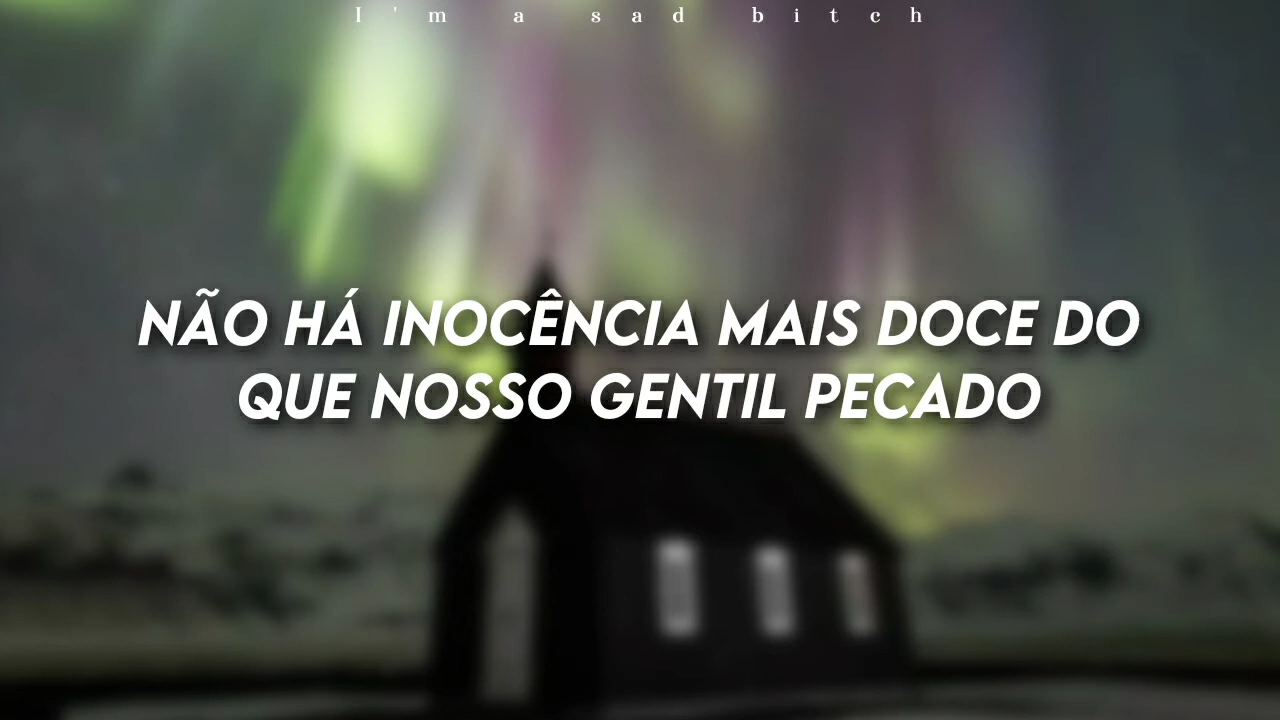 I'm a sad bitch
NÃO HÁ INOCÊNCIA MAIS DOCE DO
QUE NOSSO GENTIL PECADO